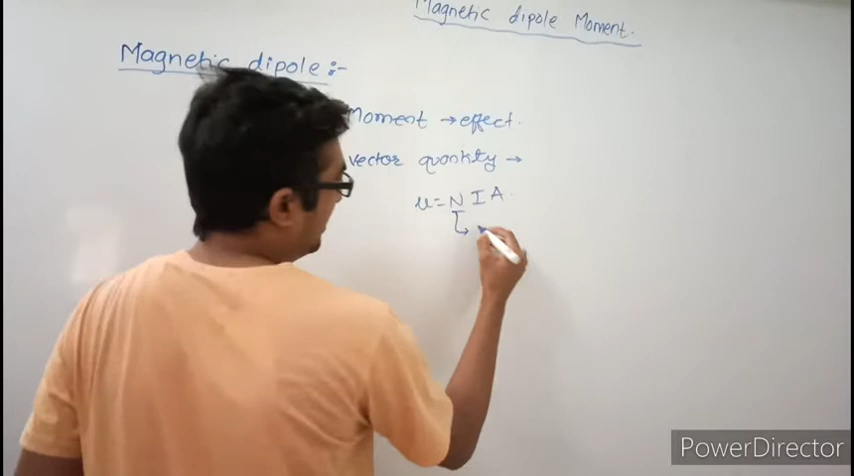 Magnetic dipole Moment.
Magnetic dipole :-
Moment → effect.
vector quantity →
μ = N I A
PowerDirector